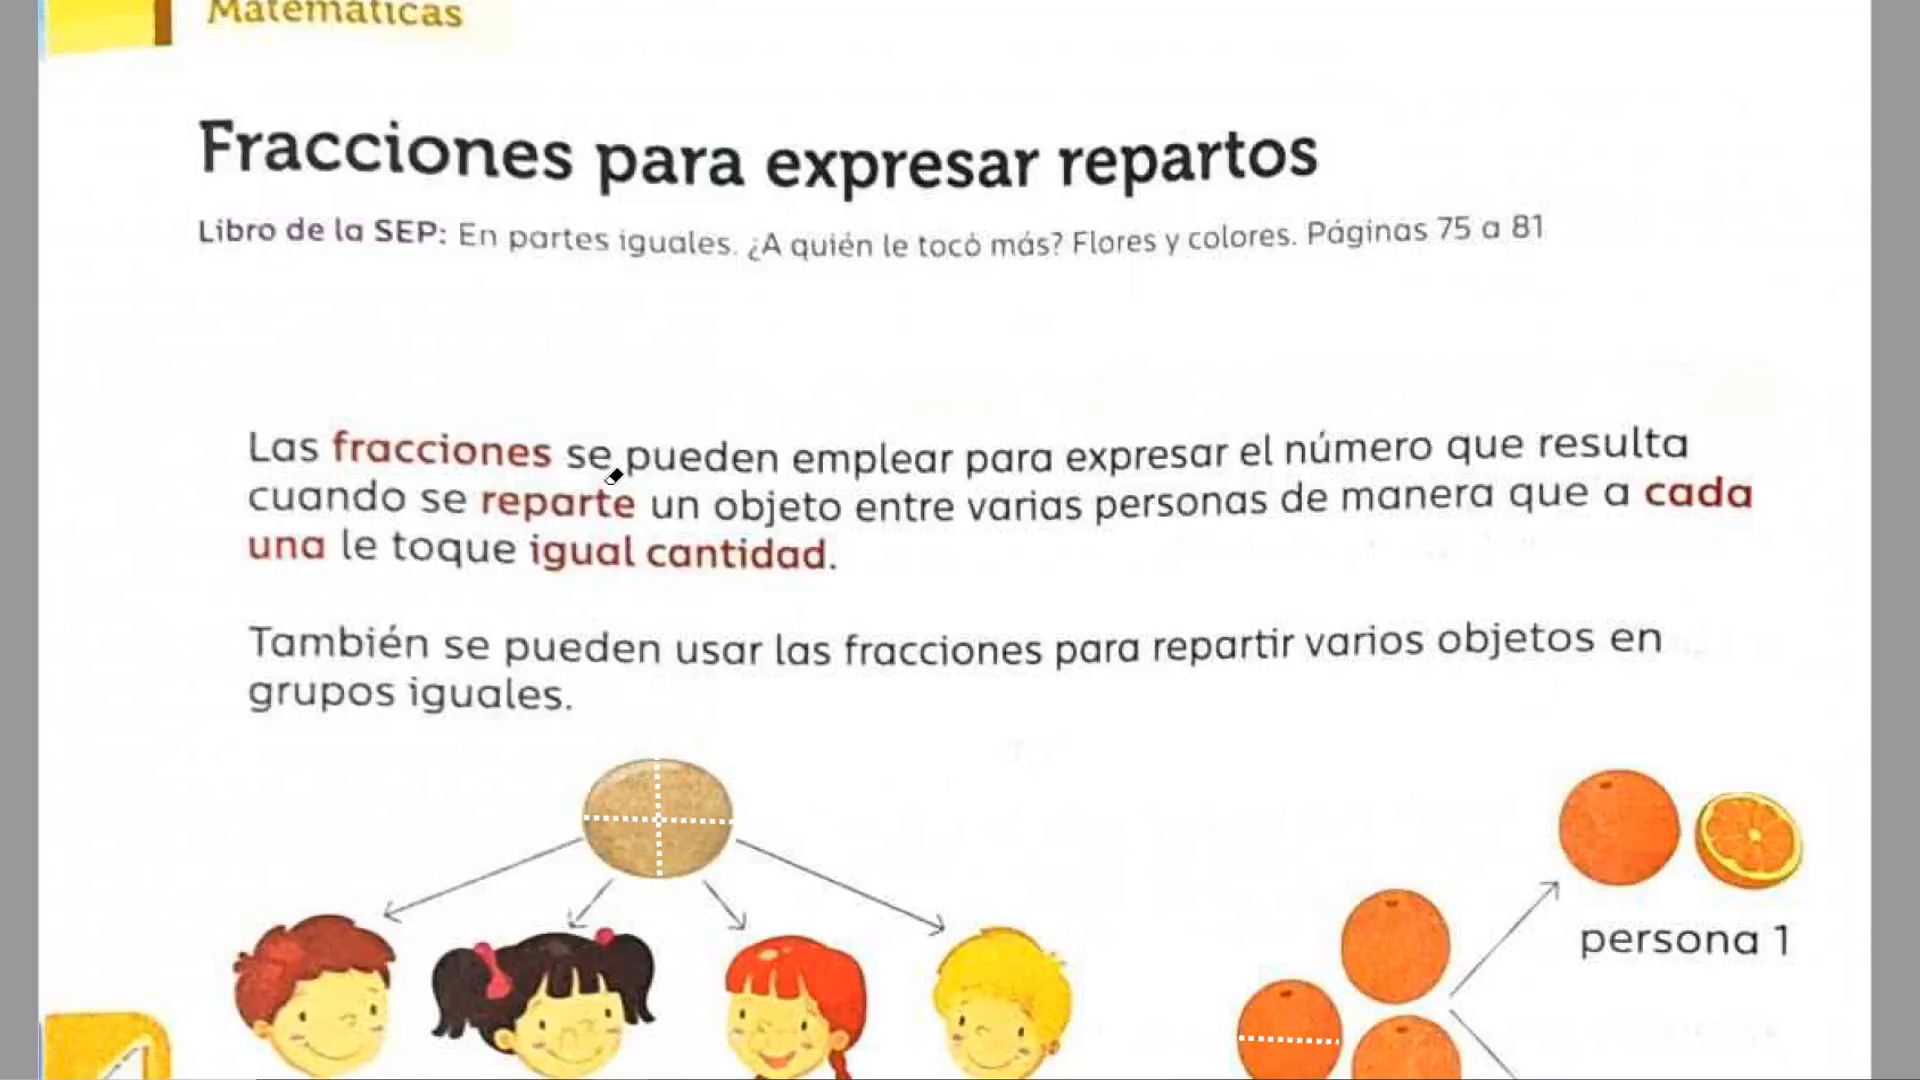 Matemáticas
Fracciones para expresar repartos
Libro de la SEP: En partes iguales. ¿A quién le tocó más? Flores y colores. Páginas 75 a 81
Las fracciones se pueden emplear para expresar el número que resulta
cuando se reparte un objeto entre varias personas de manera que a cada
una le toque igual cantidad.
También se pueden usar las fracciones para repartir varios objetos en
grupos iguales.
persona 1